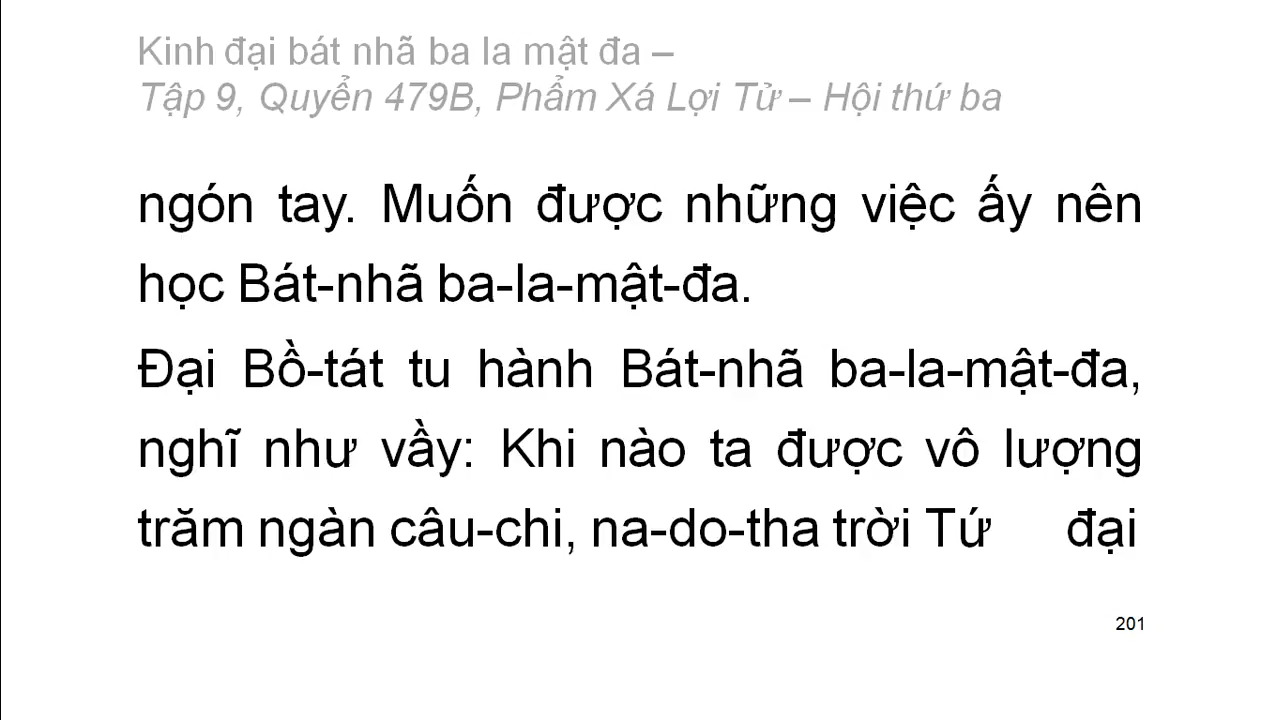 Kinh đại bát nhã ba la mật đa –
Tập 9, Quyển 479B, Phẩm Xá Lợi Tử – Hội thứ ba
ngón tay. Muốn được những việc ấy nên
học Bát-nhã ba-la-mật-đa.
Đại Bồ-tát tu hành Bát-nhã ba-la-mật-đa,
nghĩ như vầy: Khi nào ta được vô lượng
trăm ngàn câu-chi, na-do-tha trời Tứ đại
201